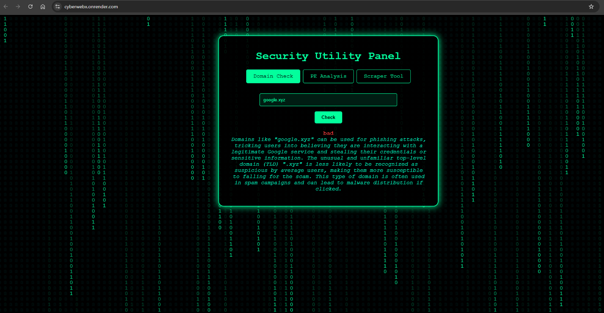 cyberwebs.onrender.com
Security Utility Panel
Domain Check
PE Analysis
Scraper Tool
google.xyz
Check
bad
Domains like "google.xyz" can be used for phishing attacks,
tricking users into believing they are interacting with a
legitimate Google service and stealing their credentials or
sensitive information. The unusual and unfamiliar top-level
domain (TLD) ".xyz" is less likely to be recognized as
suspicious by average users, making them more susceptible
to falling for the scam. This type of domain is often used
in spam campaigns and can lead to malware distribution if
clicked.